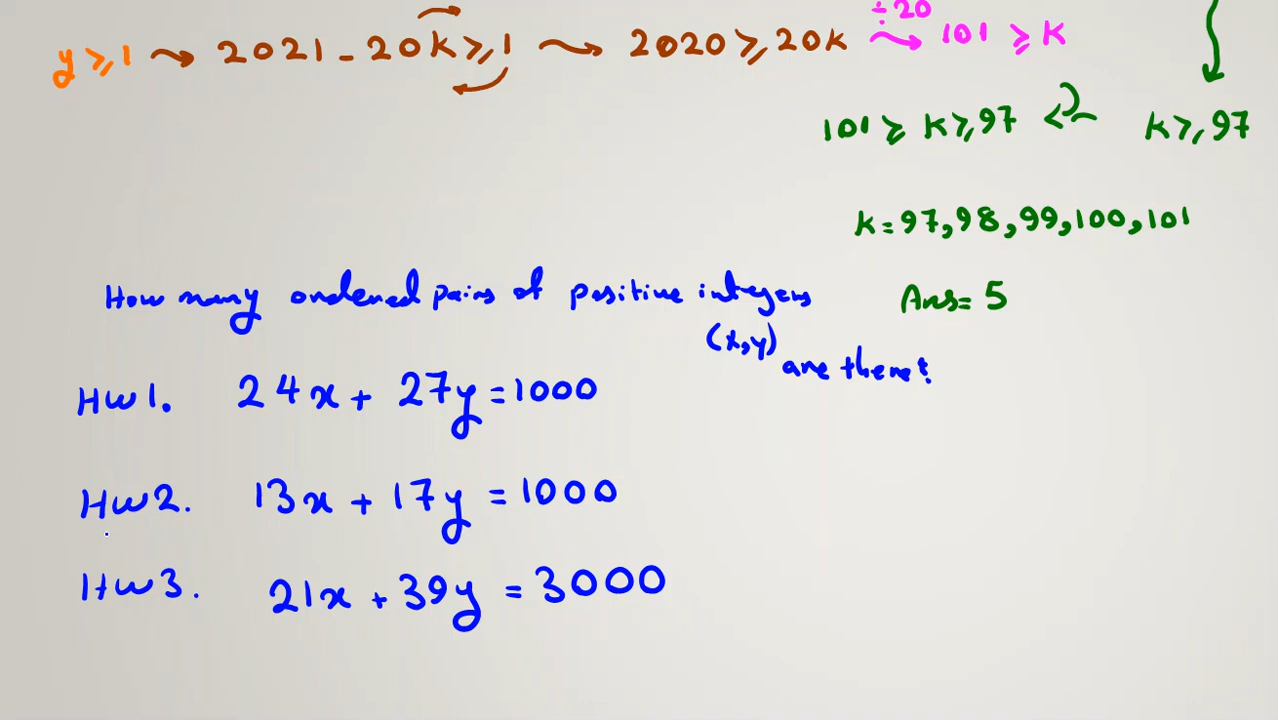 ÷20
y ≥ 1 ⤳ 2021 - 20k ≥ 1 ⤳ 2020 ≥ 20k ⤳ 101 ≥ k
101 ≥ k ≥ 97 k ≥ 97
k = 97, 98, 99, 100, 101
How many ordered pairs of positive integers Ans = 5
(x,y)
are there?
HW1. 24x + 27y = 1000
HW2. 13x + 17y = 1000
HW3. 21x + 39y = 3000